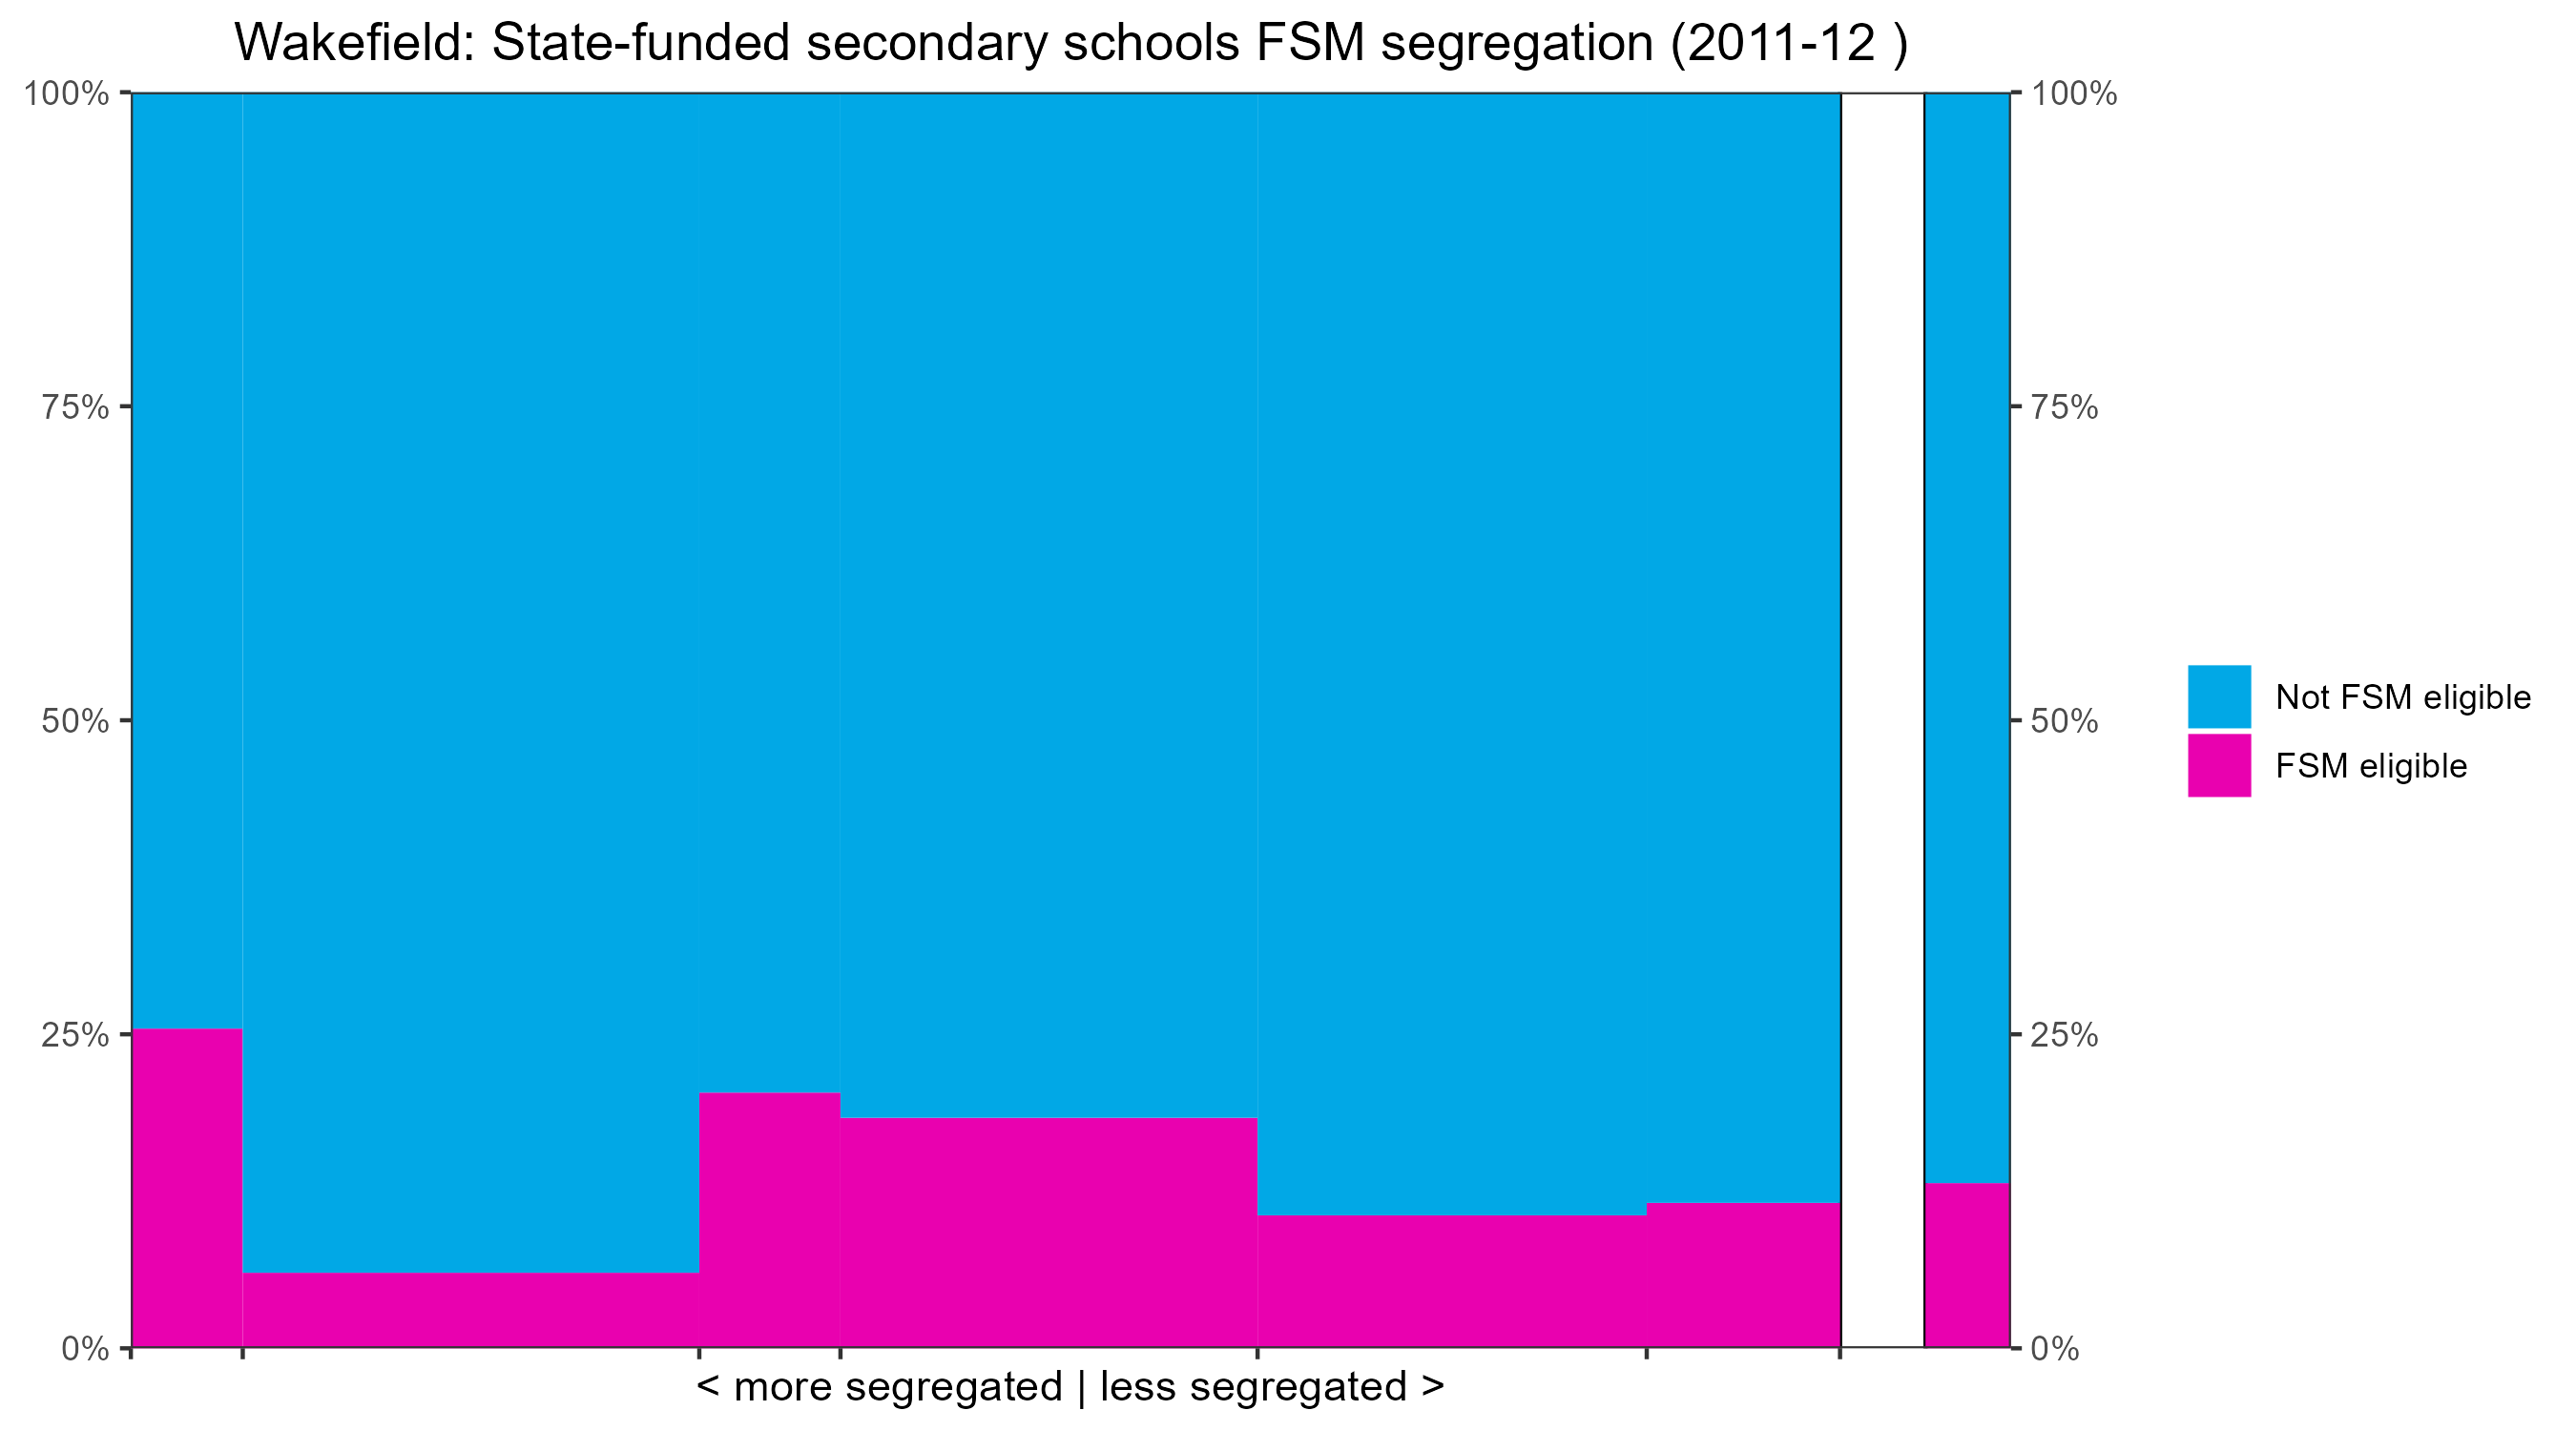 Wakefield: State-funded secondary schools FSM segregation (2011-12 )
100%
75%
50%
25%
0%
100%
75%
50%
25%
0%
Not FSM eligible
FSM eligible
< more segregated | less segregated >